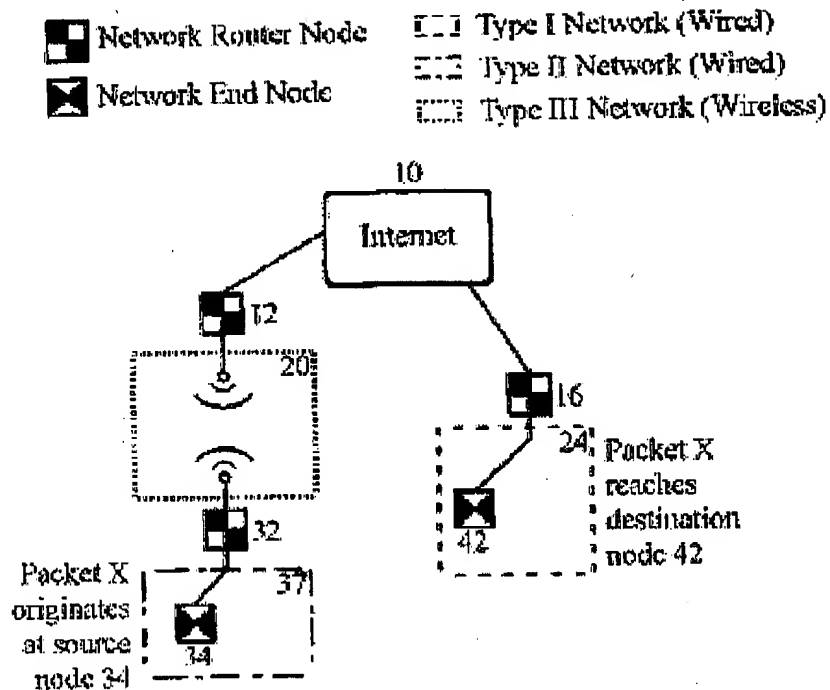 Network Router Node
Network End Node
Type I Network (Wired)
Type II Network (Wired)
Type III Network (Wireless)
10
Internet
12
20
16
24
Packet X
reaches
destination
node 42
42
32
37
Packet X
originates
at source
node 34
34